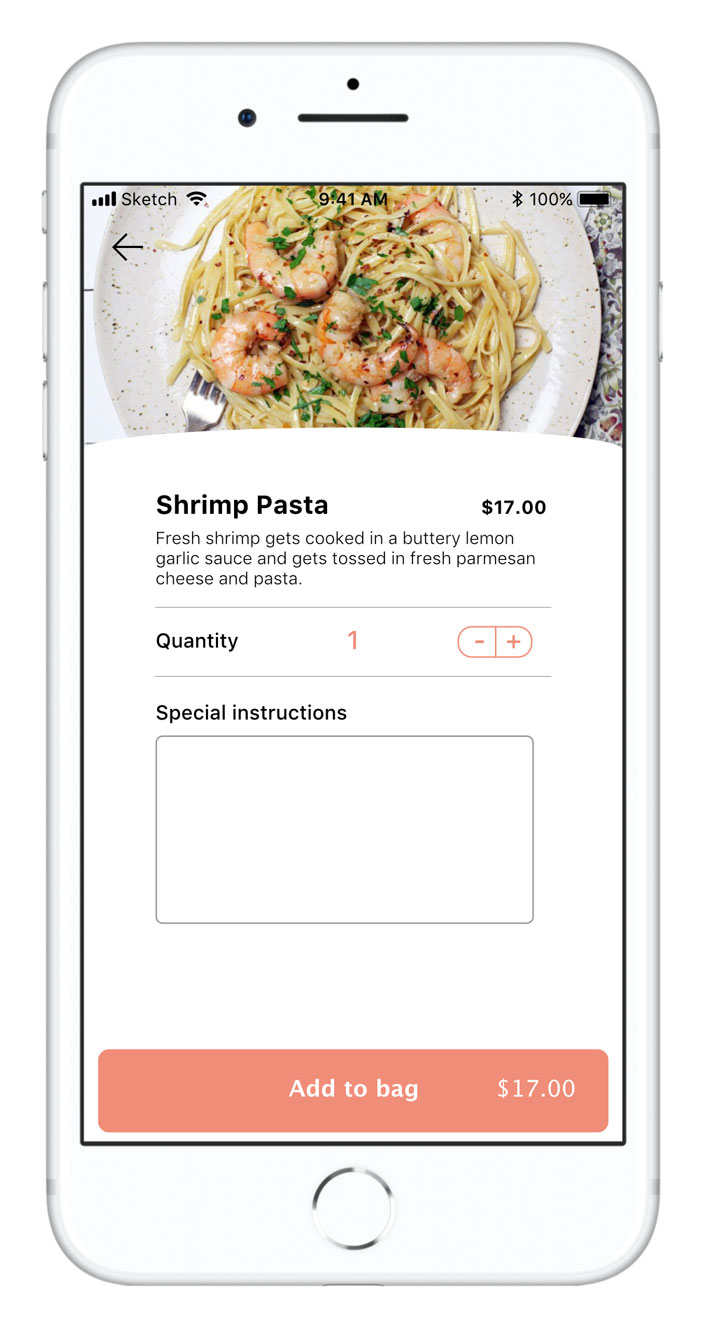 Sketch 9:41 AM 100%
Shrimp Pasta $17.00
Fresh shrimp gets cooked in a buttery lemon
garlic sauce and gets tossed in fresh parmesan
cheese and pasta.
Quantity 1 - +
Special instructions
Add to bag $17.00